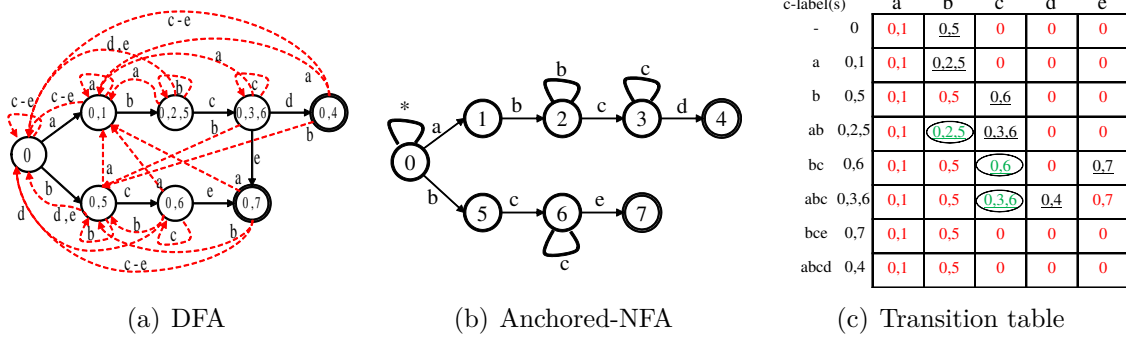 c-label(s) a b c d e
- 0 0,1 0,5 0 0 0
a 0,1 0,1 0,2,5 0 0 0
b 0,5 0,1 0,5 0,6 0 0
ab 0,2,5 0,1 0,2,5 0,3,6 0 0
bc 0,6 0,1 0,5 0,6 0 0,7
abc 0,3,6 0,1 0,5 0,3,6 0,4 0,7
bce 0,7 0,1 0,5 0 0 0
abcd 0,4 0,1 0,5 0 0 0
c-e
d,e
a
a
a
a
b
c
c-e
c-e
a
b
c
d
0,1
0,2,5
0,3,6
0,4
b
b
e
0
b
a
a
a
c
e
0,5
0,6
0,7
d
d,e
b
b
c
b
c-e
*
b
c
a
b
c
d
1
2
3
4
0
b
c
e
5
6
7
c
(a) DFA
(b) Anchored-NFA
(c) Transition table